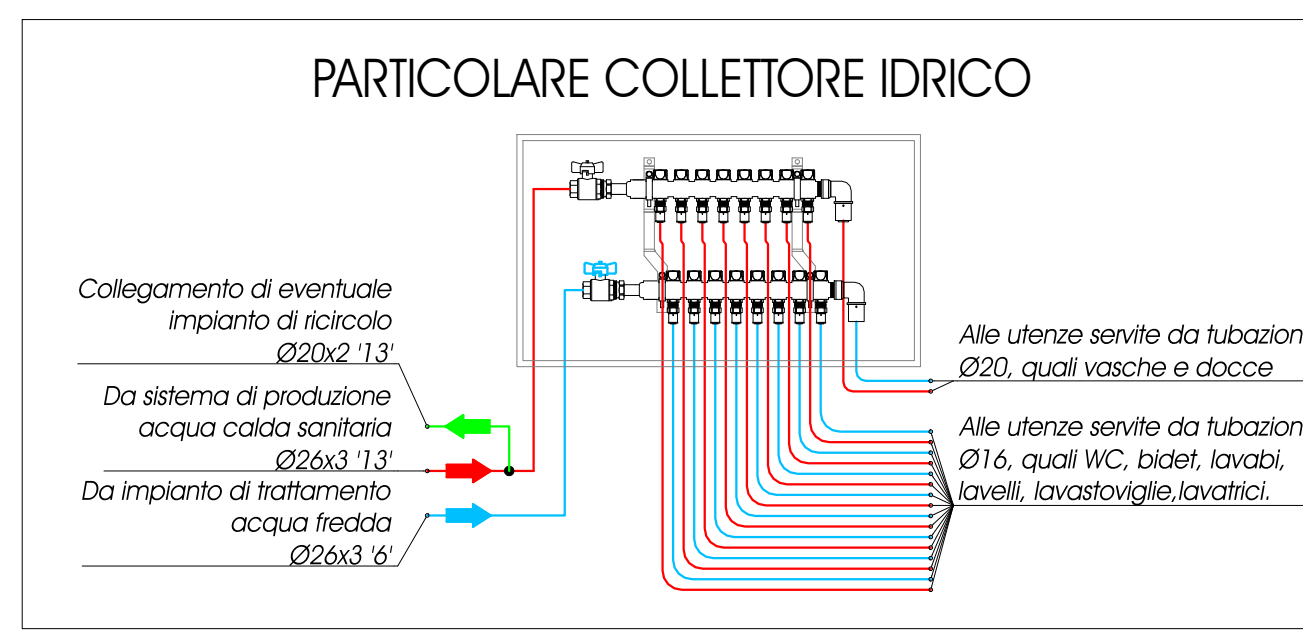 PARTICOLARE COLLETTORE IDRICO
Collegamento di eventuale
impianto di ricircolo
Ø20x2 '13'
Da sistema di produzione
acqua calda sanitaria
Ø26x3 '13'
Da impianto di trattamento
acqua fredda
Ø26x3 '6'
Alle utenze servite da tubazion
Ø20, quali vasche e docce
Alle utenze servite da tubazion
Ø16, quali WC, bidet, lavabi,
lavelli, lavastoviglie,lavatrici.